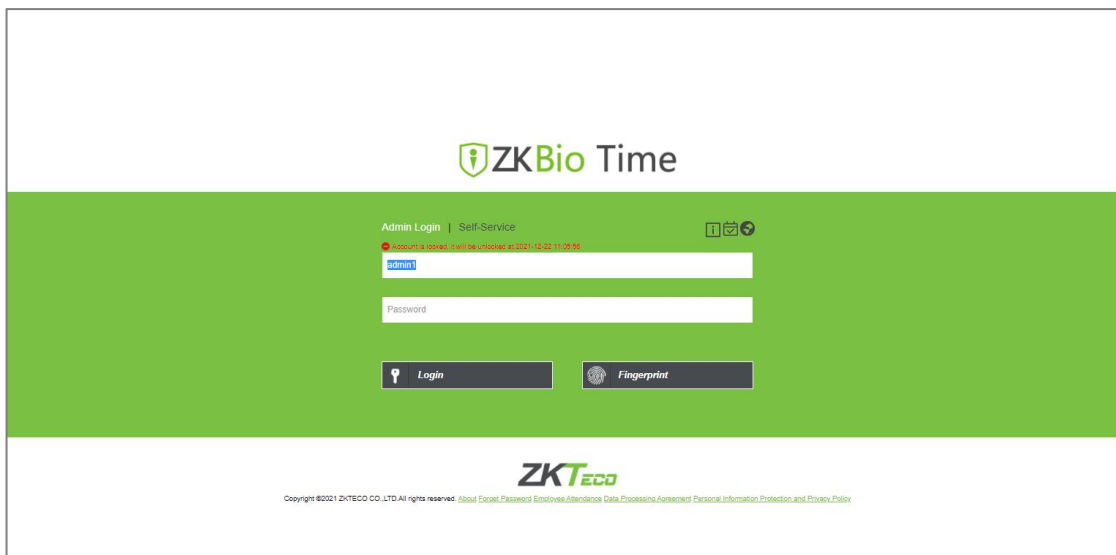 ZKBio Time
Admin Login | Self-Service
Account is locked, it will be unlocked at 2021-12-22 11:05:56
admin1
Password
Login Fingerprint
ZKTeco
Copyright ©2021 ZKTECO CO.,LTD.All rights reserved. About Forget Password Employee Attendance Data Processing Agreement Personal Information Protection and Privacy Policy